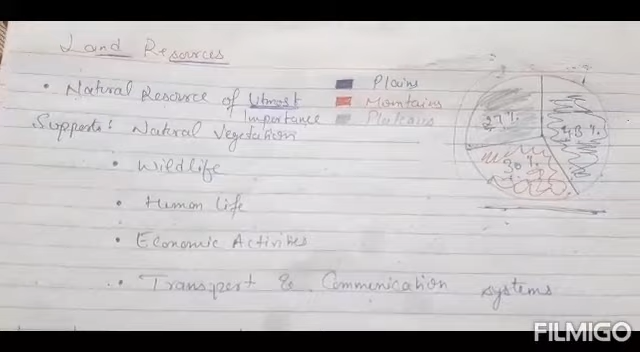 Land Resources
• Natural Resource of Utmost Importance
Supports: Natural Vegetation
• Wildlife
• Human life
• Economic Activities
• Transport & Communication systems
Plains
Mountains
Plateaus
27%
43%
30%
FILMIGO